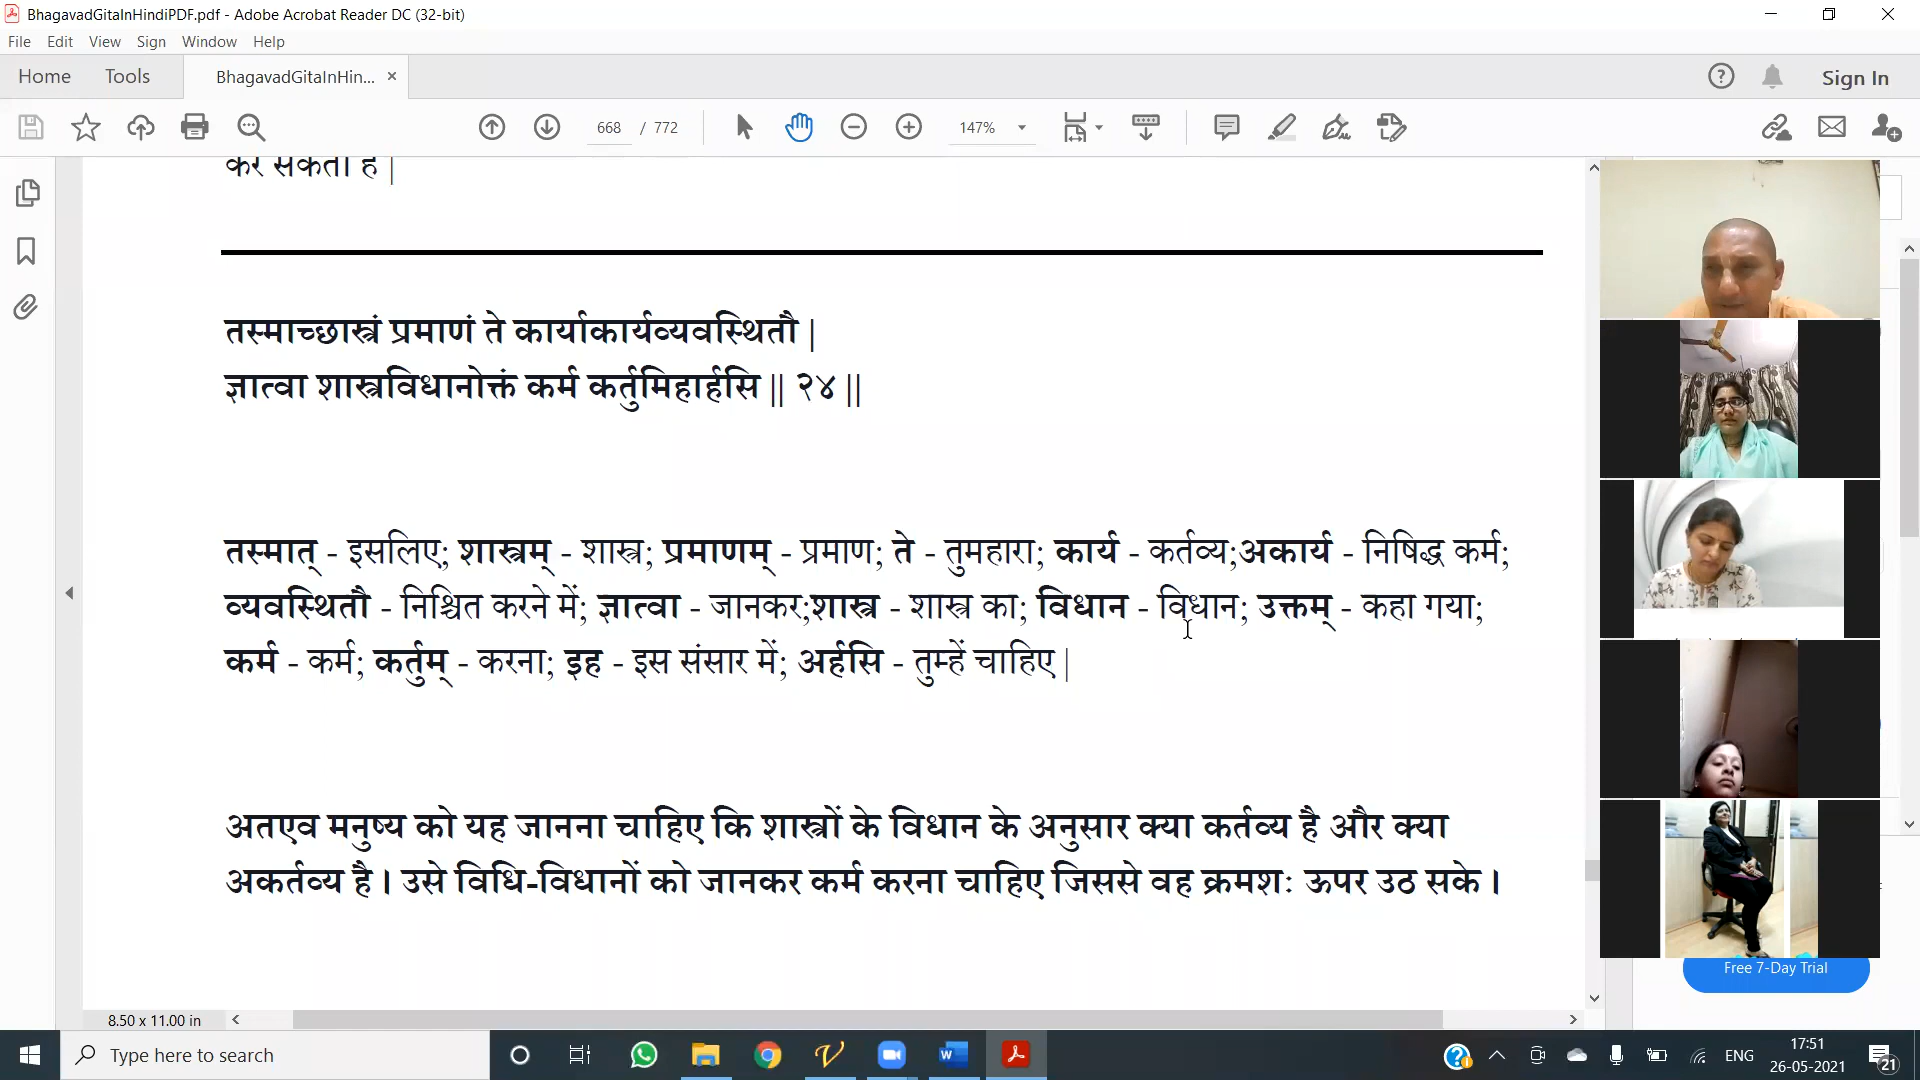 BhagavadGitaInHindiPDF.pdf - Adobe Acrobat Reader DC (32-bit)
File Edit View Sign Window Help
Home Tools BhagavadGitaInHin... × Sign In
668 / 772 147%
कर सकता है |
तस्माच्छास्त्रं प्रमाणं ते कार्याकार्यव्यवस्थितौ |
ज्ञात्वा शास्त्रविधानोक्तं कर्म कर्तुमिहार्हसि || २४ ||
तस्मात् - इसलिए; शास्त्रम् - शास्त्र; प्रमाणम् - प्रमाण; ते - तुमहारा; कार्य - कर्तव्य;अकार्य - निषिद्ध कर्म;
व्यवस्थितौ - निश्चित करने में; ज्ञात्वा - जानकर;शास्त्र - शास्त्र का; विधान - विधान; उक्तम् - कहा गया;
कर्म - कर्म; कर्तुम् - करना; इह - इस संसार में; अर्हसि - तुम्हें चाहिए |
अतएव मनुष्य को यह जानना चाहिए कि शास्त्रों के विधान के अनुसार क्या कर्तव्य है और क्या
अकर्तव्य है । उसे विधि-विधानों को जानकर कर्म करना चाहिए जिससे वह क्रमशः ऊपर उठ सके ।
Free 7-Day Trial
8.50 x 11.00 in
Type here to search
ENG
17:51
26-05-2021
21